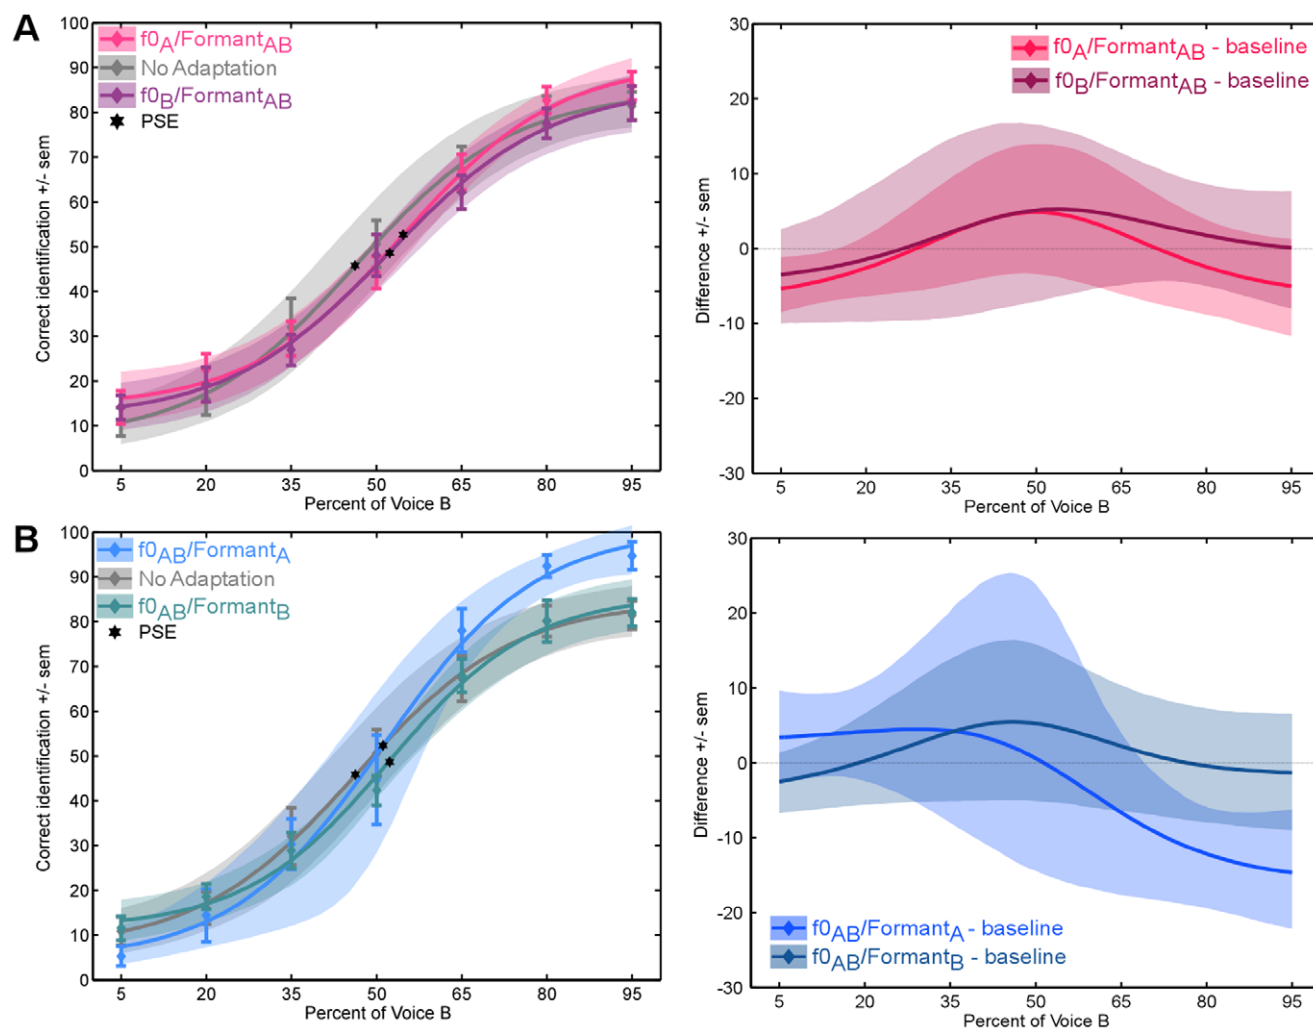 A
f0A/FormantAB
No Adaptation
f0B/FormantAB
PSE
Correct identification +/- sem
100
90
80
70
60
50
40
30
20
10
0
5 20 35 50 65 80 95
Percent of Voice B
f0A/FormantAB - baseline
f0B/FormantAB - baseline
Difference +/- sem
30
20
10
0
-10
-20
-30
5 20 35 50 65 80 95
Percent of Voice B
B
f0AB/FormantA
No Adaptation
f0AB/FormantB
PSE
Correct identification +/- sem
100
90
80
70
60
50
40
30
20
10
0
5 20 35 50 65 80 95
Percent of Voice B
Difference +/- sem
30
20
10
0
-10
-20
-30
f0AB/FormantA - baseline
f0AB/FormantB - baseline
5 20 35 50 65 80 95
Percent of Voice B